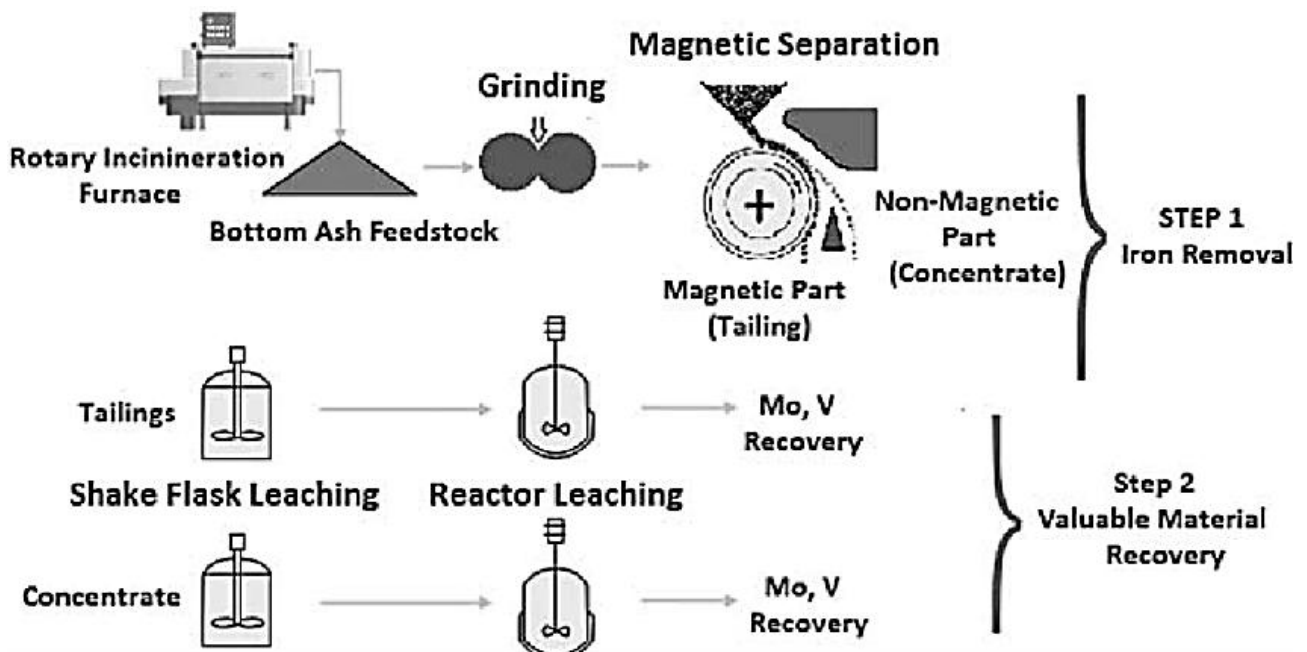 Magnetic Separation
Grinding
Rotary Incinineration
Furnace
Bottom Ash Feedstock
Non-Magnetic
Part
(Concentrate)
Magnetic Part
(Tailing)
STEP 1
Iron Removal
Tailings
Mo, V
Recovery
Shake Flask Leaching
Reactor Leaching
Step 2
Valuable Material
Recovery
Concentrate
Mo, V
Recovery